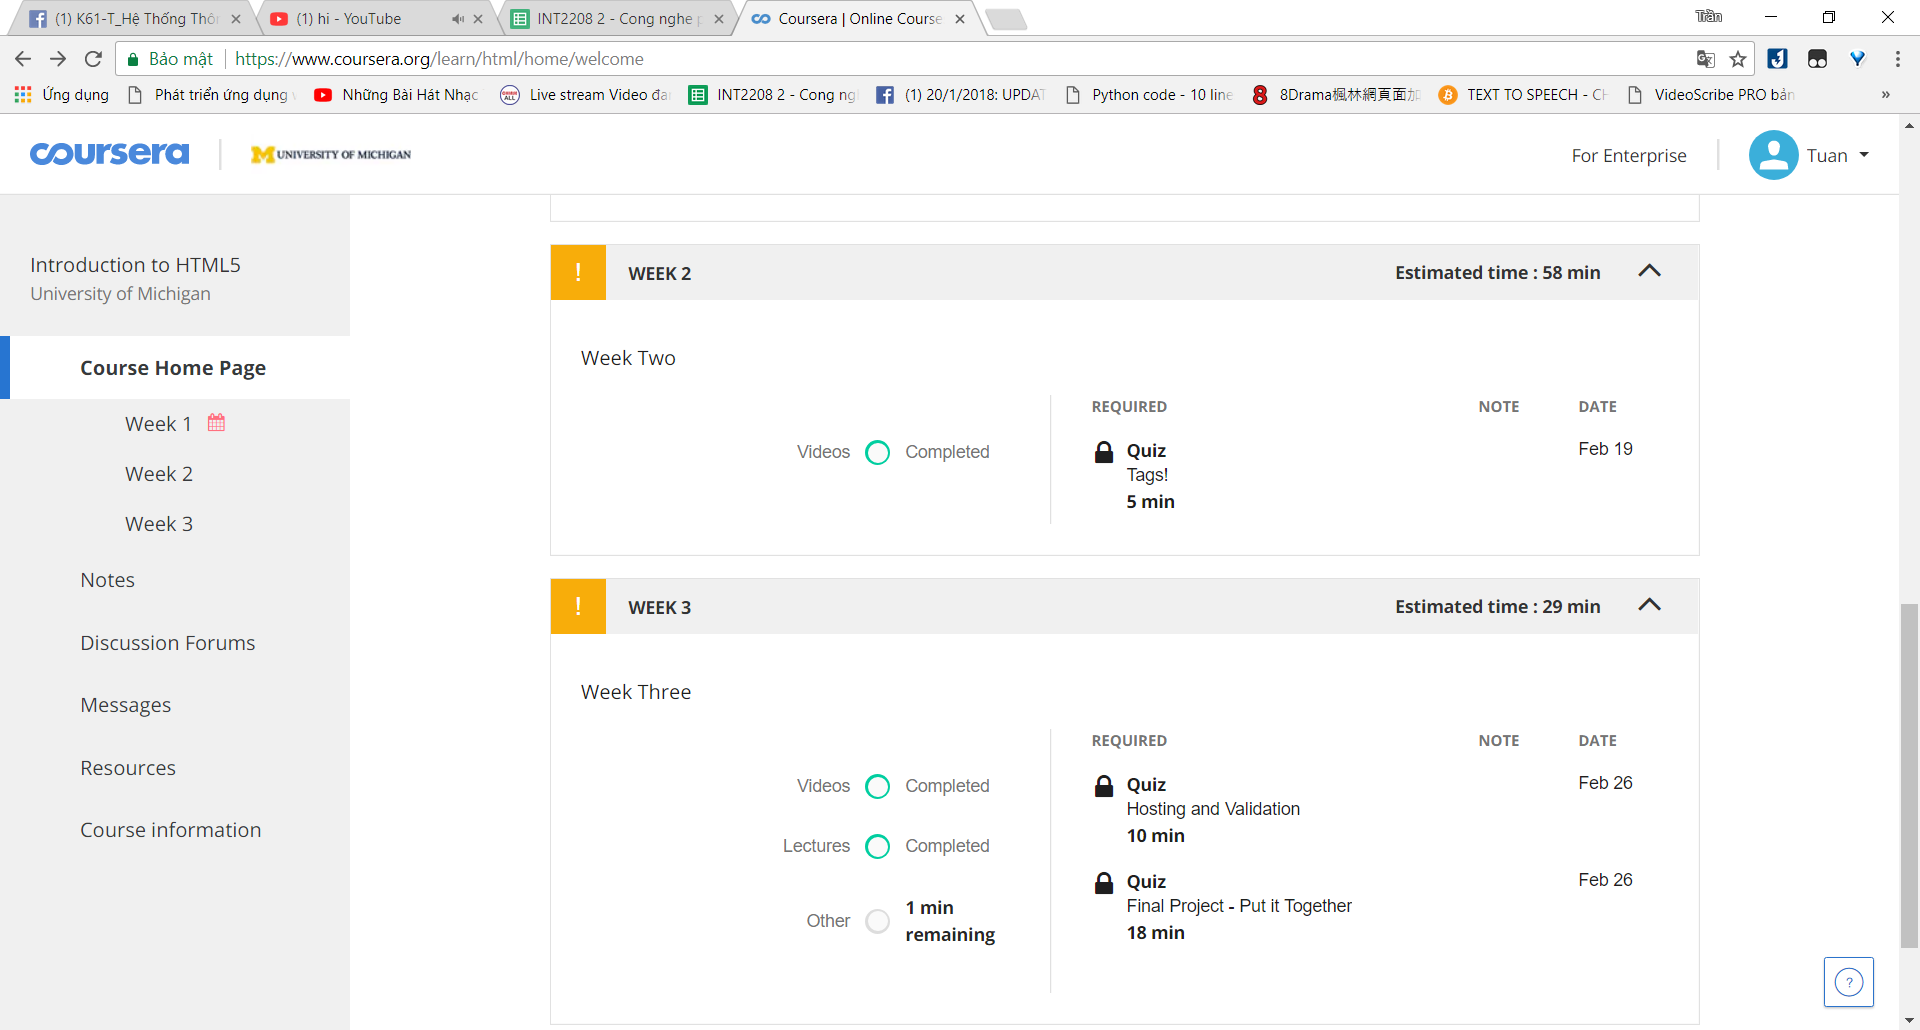 (1) K61-T_Hệ Thống Thôn
(1) hi - YouTube
INT2208 2 - Cong nghe p
Coursera | Online Course
Trần
Bảo mật
https://www.coursera.org/learn/html/home/welcome
Ứng dụng
Phát triển ứng dụng
Những Bài Hát Nhạc
Live stream Video đa
INT2208 2 - Cong ngh
(1) 20/1/2018: UPDAT
Python code - 10 line
8Drama楓林網頁面加
TEXT TO SPEECH - CH
VideoScribe PRO bản
»
coursera
M UNIVERSITY OF MICHIGAN
For Enterprise
Tuan
Introduction to HTML5
University of Michigan
Course Home Page
Week 1
Week 2
Week 3
Notes
Discussion Forums
Messages
Resources
Course information
! WEEK 2
Estimated time : 58 min
Week Two
Videos Completed
REQUIRED NOTE DATE
Quiz Feb 19
Tags!
5 min
! WEEK 3
Estimated time : 29 min
Week Three
Videos Completed
Lectures Completed
Other 1 min
remaining
REQUIRED NOTE DATE
Quiz Feb 26
Hosting and Validation
10 min
Quiz Feb 26
Final Project - Put it Together
18 min
?